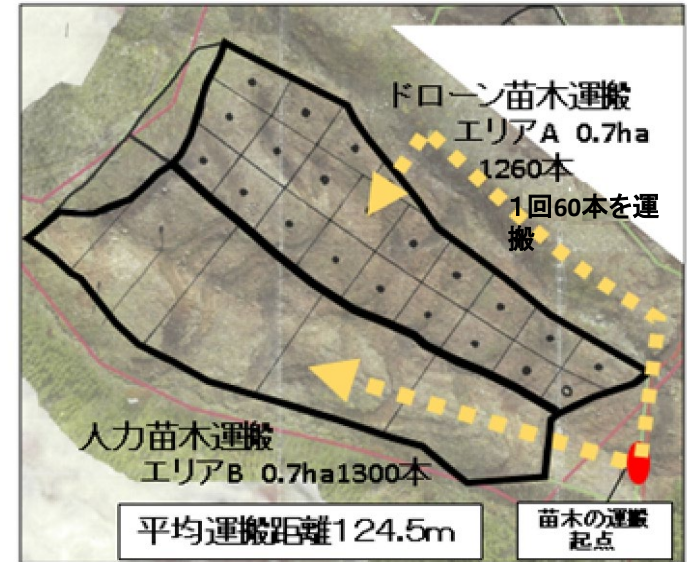 ドローン苗木運搬
エリアA 0.7ha
1260本
1回60本を運
搬
人力苗木運搬
エリアB 0.7ha1300本
平均運搬距離124.5m
苗木の運搬
起点